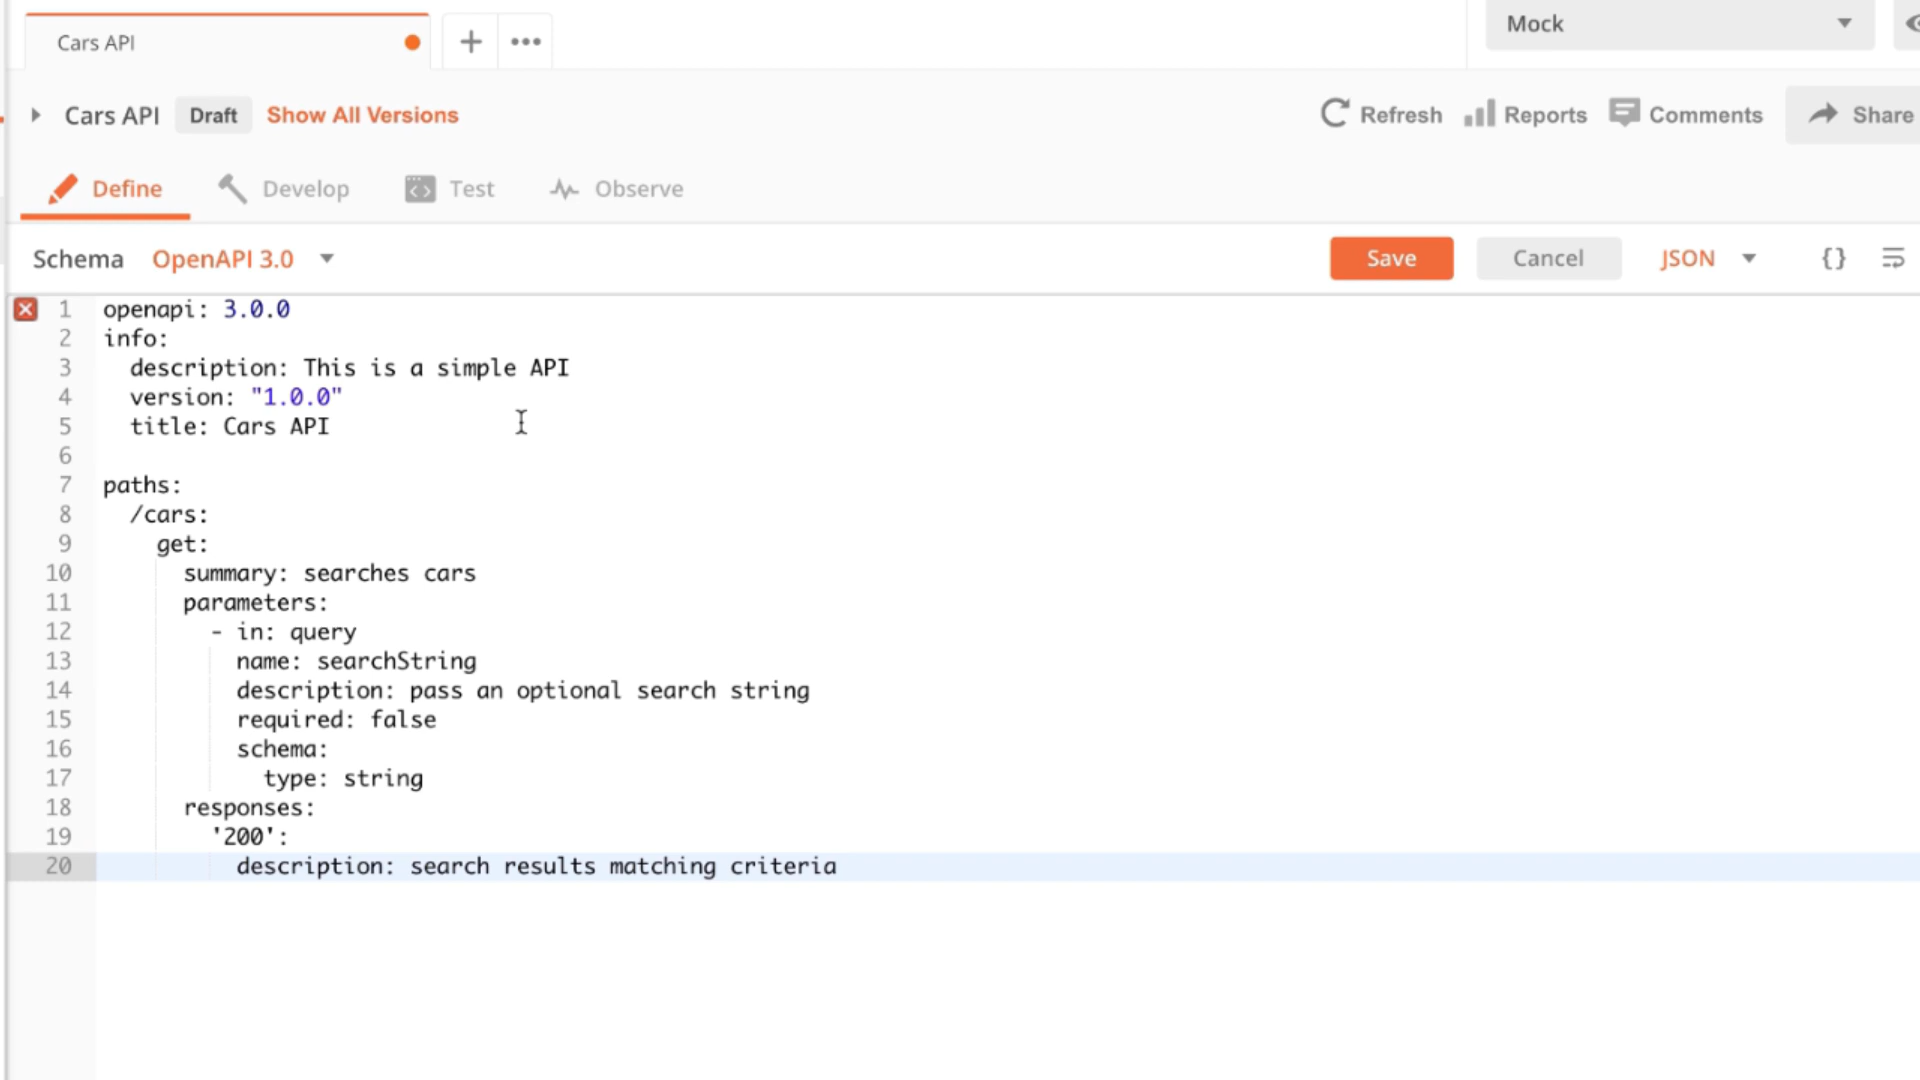 Cars API
Mock
Cars API Draft Show All Versions Refresh Reports Comments Share
Define Develop Test Observe
Schema OpenAPI 3.0 Save Cancel JSON {}
1 openapi: 3.0.0
2 info:
3   description: This is a simple API
4   version: "1.0.0"
5   title: Cars API
6
7 paths:
8   /cars:
9     get:
10       summary: searches cars
11       parameters:
12         - in: query
13           name: searchString
14           description: pass an optional search string
15           required: false
16           schema:
17             type: string
18       responses:
19         '200':
20           description: search results matching criteria